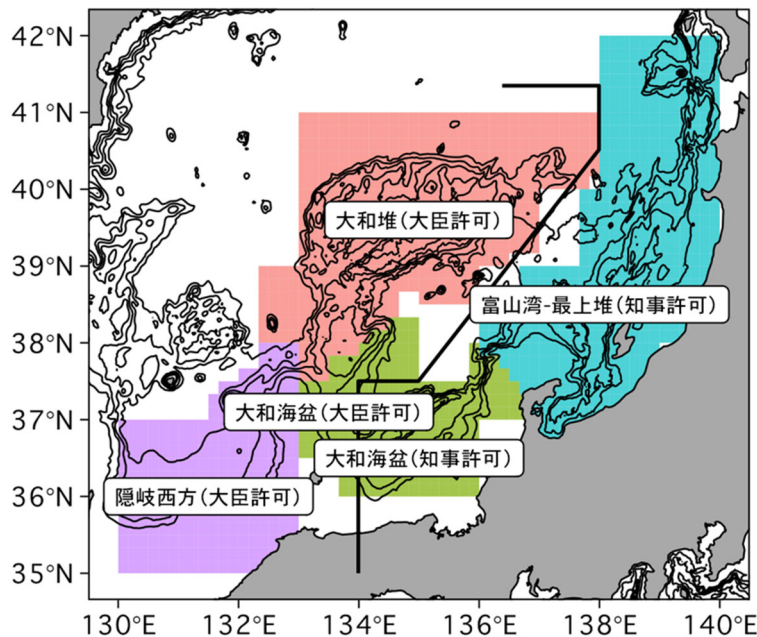 42°N
41°N
40°N
39°N
38°N
37°N
36°N
35°N
大和堆(大臣許可)
富山湾-最上堆(知事許可)
大和海盆(大臣許可)
大和海盆(知事許可)
隠岐西方(大臣許可)
130°E
132°E
134°E
136°E
138°E
140°E